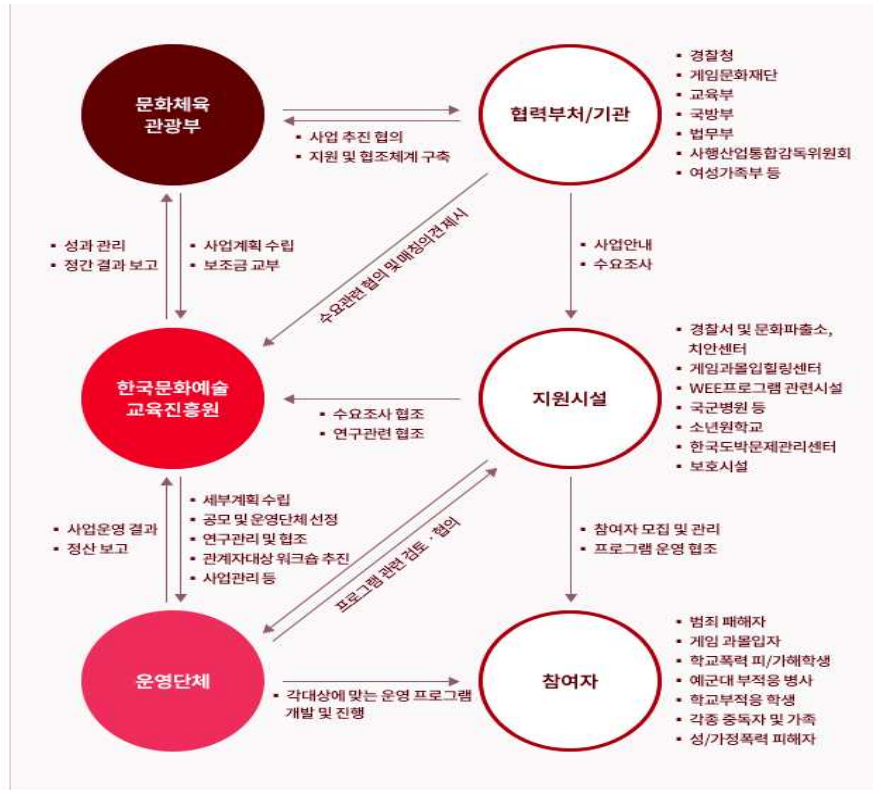 문화체육
관광부
협력부처/기관
▪ 경찰청
▪ 게임문화재단
▪ 교육부
▪ 국방부
▪ 법무부
▪ 사행산업통합감독위원회
▪ 여성가족부 등
▪ 사업 추진 협의
▪ 지원 및 협조체계 구축
▪ 성과 관리
▪ 정간 결과 보고
▪ 사업계획 수립
▪ 보조금 교부
수요관련 협의 및 매칭의견 제시
▪ 사업안내
▪ 수요조사
한국문화예술
교육진흥원
지원시설
▪ 경찰서 및 문화파출소,
치안센터
▪ 게임과몰입힐링센터
▪ WEE프로그램 관련시설
▪ 국군병원 등
▪ 소년원학교
▪ 한국도박문제관리센터
▪ 보호시설
▪ 수요조사 협조
▪ 연구관련 협조
▪ 사업운영 결과
▪ 정산 보고
▪ 세부계획 수립
▪ 공모 및 운영단체 선정
▪ 연구관리 및 협조
▪ 관계자대상 워크숍 추진
▪ 사업관리 등
프로그램 관련 검토 · 협의
▪ 참여자 모집 및 관리
▪ 프로그램 운영 협조
운영단체
참여자
▪ 범죄 패해자
▪ 게임 과몰입자
▪ 학교폭력 피/가해학생
▪ 예군대 부적응 병사
▪ 학교부적응 학생
▪ 각종 중독자 및 가족
▪ 성/가정폭력 피해자
▪ 각대상에 맞는 운영 프로그램
개발 및 진행